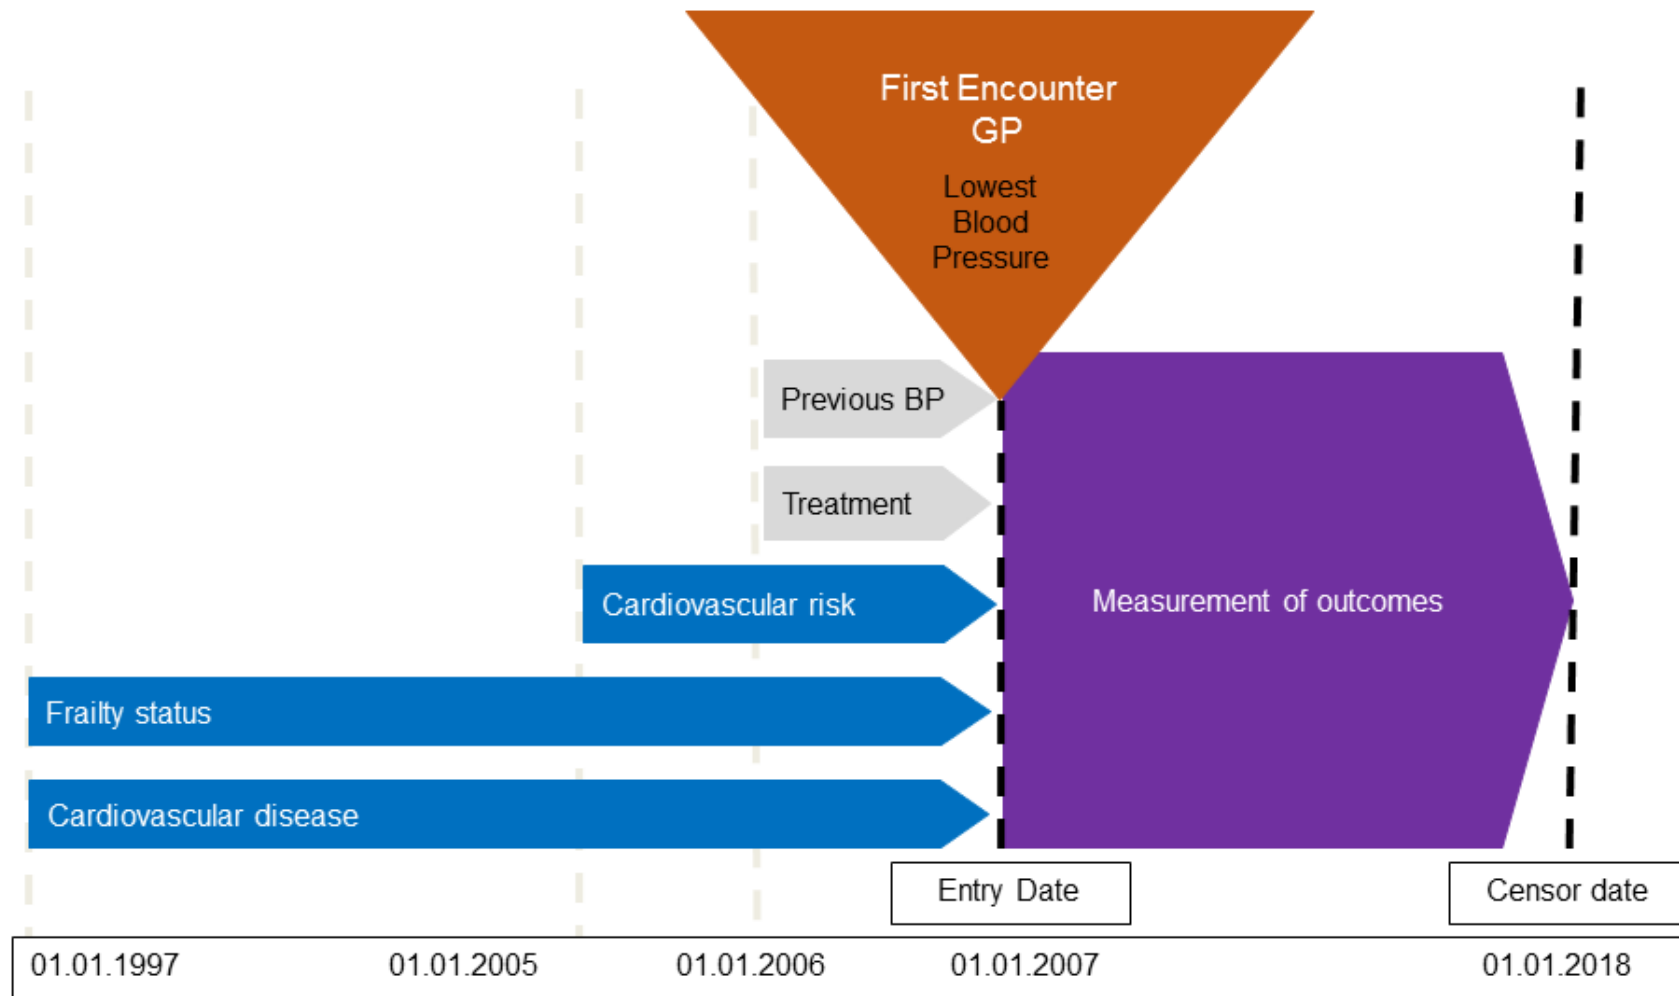 First Encounter
GP
Lowest
Blood
Pressure
Previous BP
Treatment
Cardiovascular risk
Measurement of outcomes
Frailty status
Cardiovascular disease
Entry Date
Censor date
01.01.1997
01.01.2005
01.01.2006
01.01.2007
01.01.2018